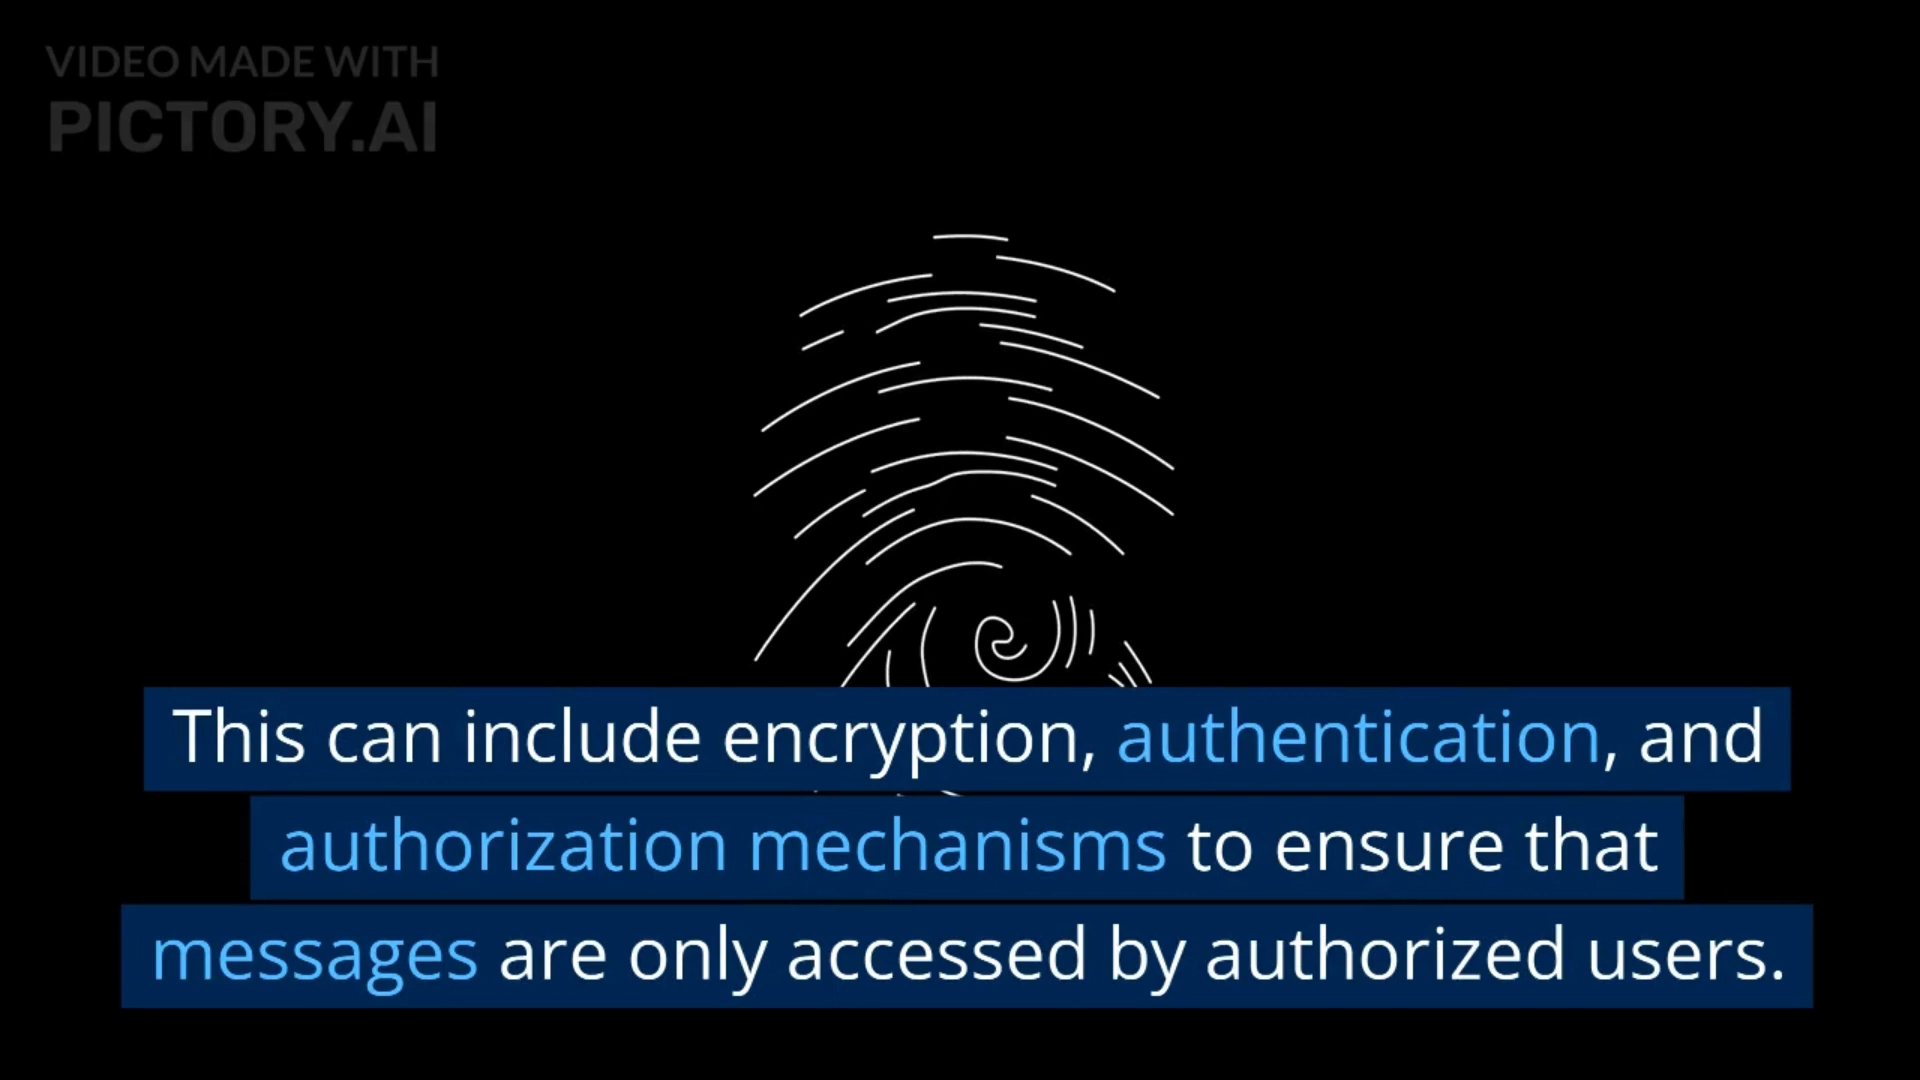 VIDEO MADE WITH
PICTORY.AI
This can include encryption, authentication, and
authorization mechanisms to ensure that
messages are only accessed by authorized users.